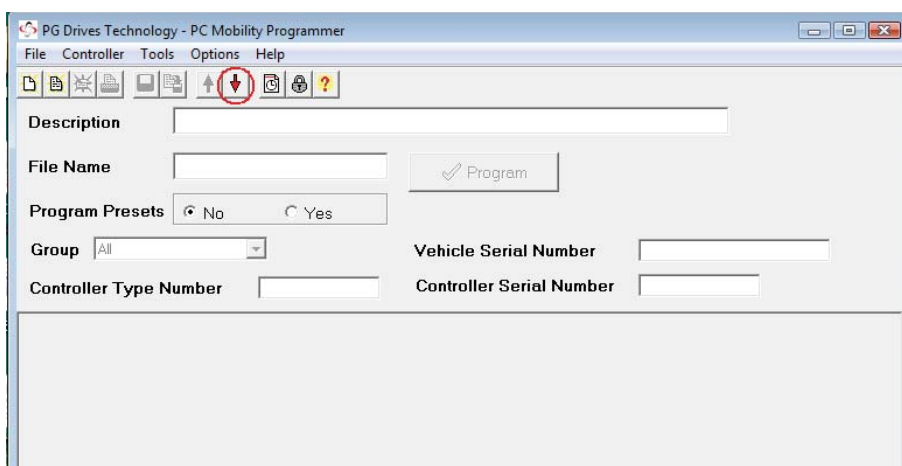 PG Drives Technology - PC Mobility Programmer
File Controller Tools Options Help
?
Description
File Name
Program
Program Presets No Yes
Group All Vehicle Serial Number
Controller Type Number Controller Serial Number